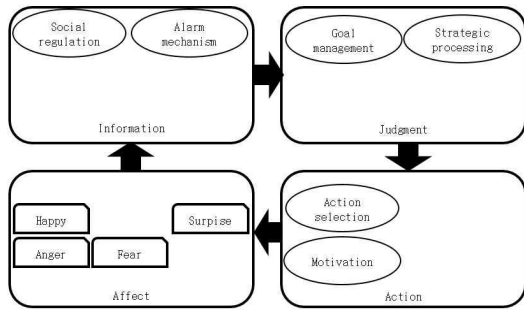 Social
regulation
Alarm
mechanism
Information
Goal
management
Strategic
processing
Judgment
Happy
Surpise
Anger
Fear
Affect
Action
selection
Motivation
Action